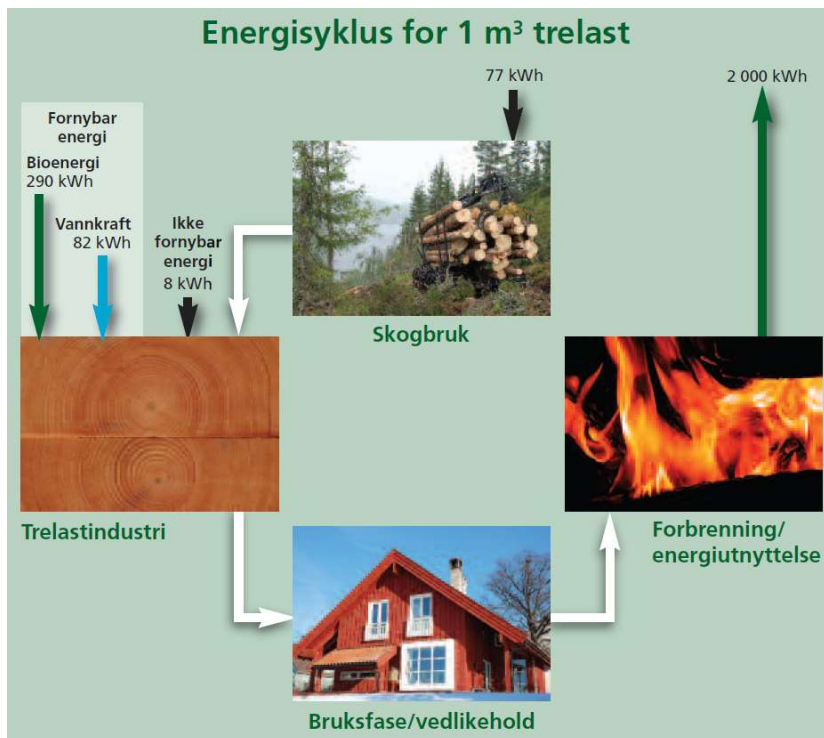 Energisyklus for 1 m³ trelast
77 kWh
2 000 kWh
Fornybar
energi
Bioenergi
290 kWh
Vannkraft
82 kWh
Ikke
fornybar
energi
8 kWh
Skogbruk
Trelastindustri
Forbrenning/
energiutnyttelse
Bruksfase/vedlikehold